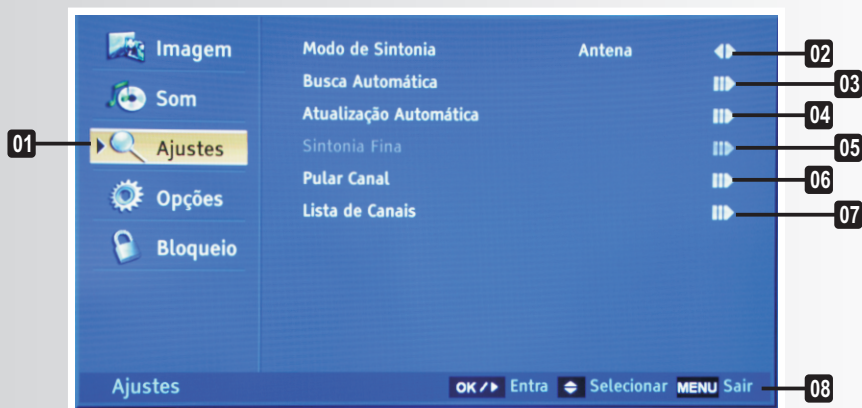 Imagem
Som
01
Ajustes
Opções
Bloqueio
Modo de Sintonia Antena 02
Busca Automática 03
Atualização Automática 04
Sintonia Fina 05
Pular Canal 06
Lista de Canais 07
Ajustes OK / Entra Selecionar MENU Sair 08